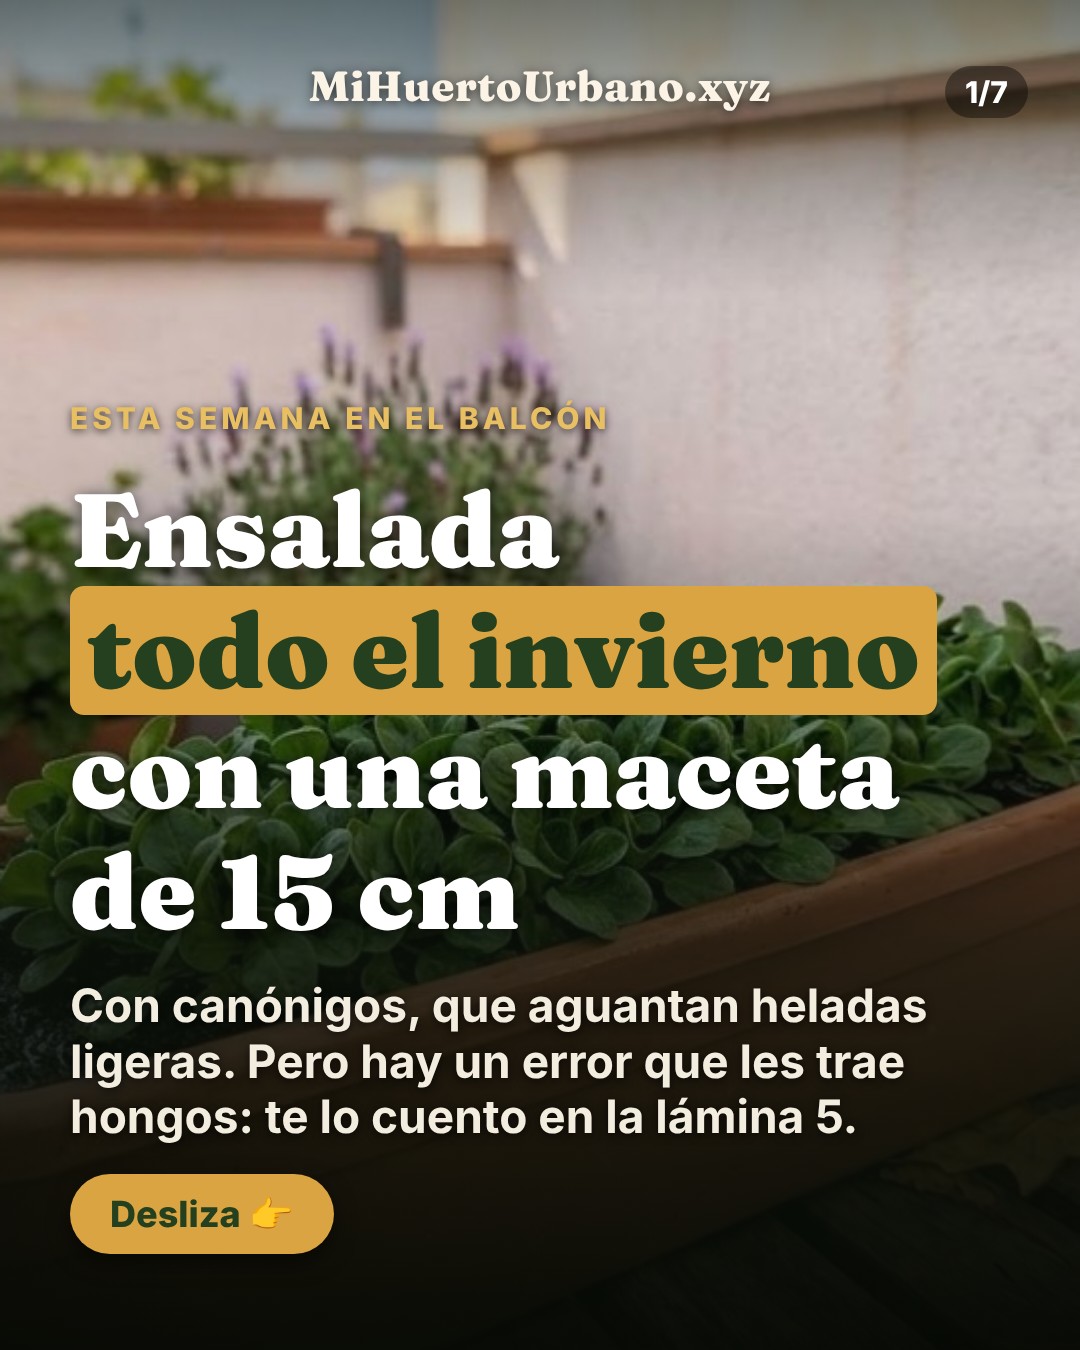 MiHuertoUrbano.xyz
1/7
ESTA SEMANA EN EL BALCÓN
Ensalada
todo el invierno
con una maceta
de 15 cm
Con canónigos, que aguantan heladas
ligeras. Pero hay un error que les trae
hongos: te lo cuento en la lámina 5.
Desliza 👉